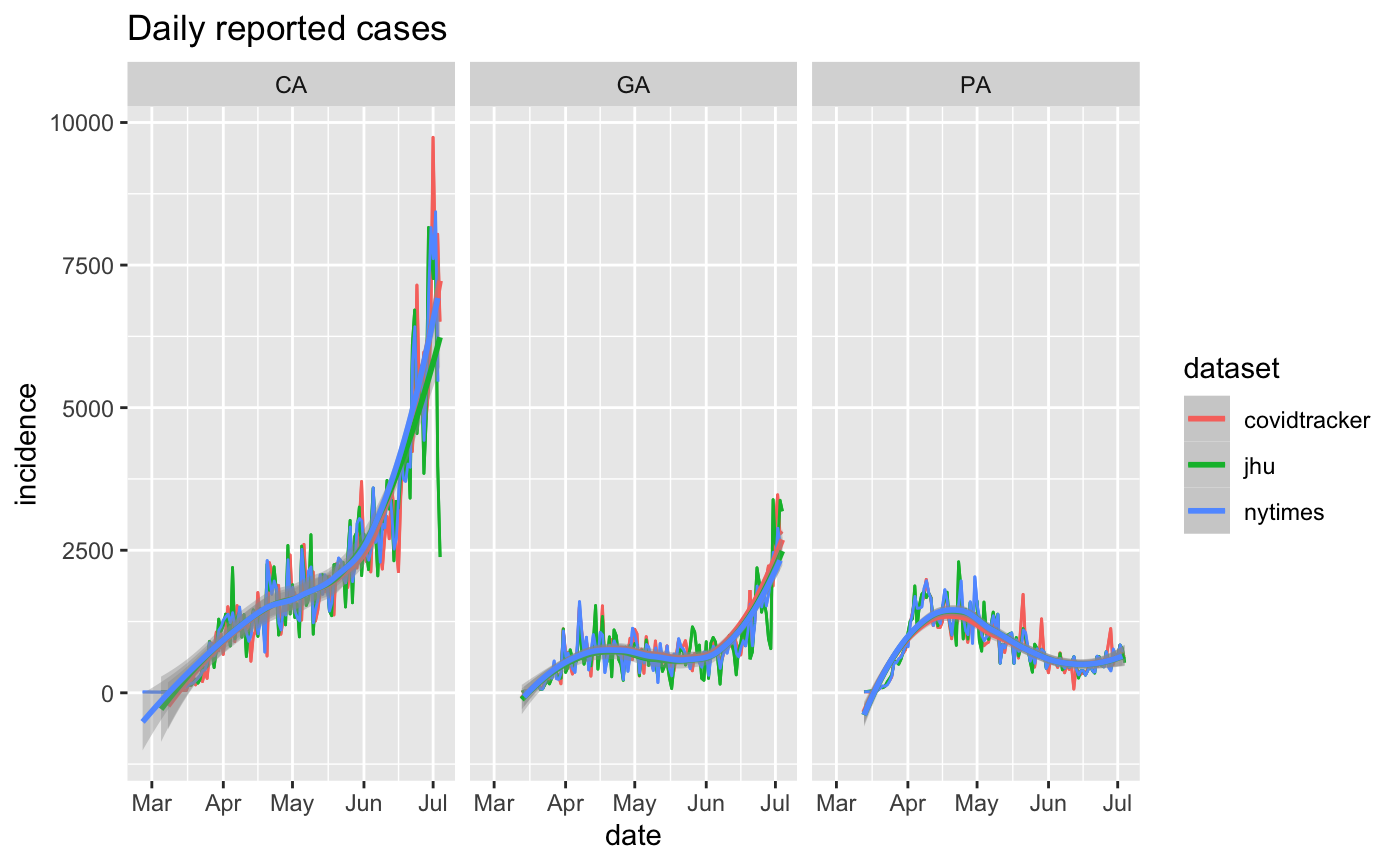 Daily reported cases
CA
GA
PA
10000
7500
5000
2500
0
incidence
Mar Apr May Jun Jul
Mar Apr May Jun Jul
Mar Apr May Jun Jul
date
dataset
covidtracker
jhu
nytimes